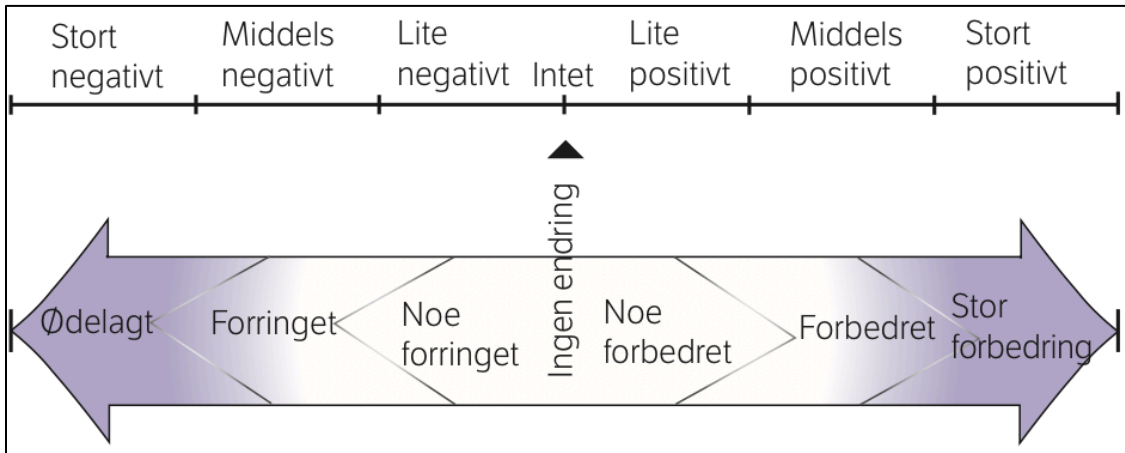 Stort
negativt
Middels
negativt
Lite
negativt
Intet
Lite
positivt
Middels
positivt
Stort
positivt
Ingen endring
Ødelagt
Forringet
Noe
forringet
Noe
forbedret
Forbedret
Stor
forbedring